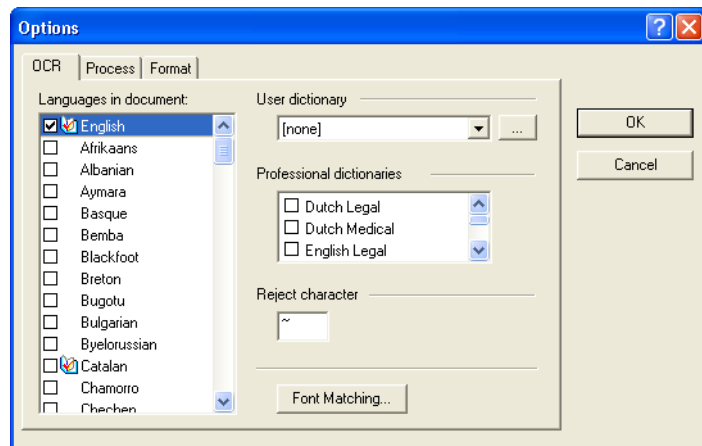 Options
OCR
Process
Format
Languages in document:
English
Afrikaans
Albanian
Aymara
Basque
Bemba
Blackfoot
Breton
Bugotu
Bulgarian
Byelorussian
Catalan
Chamorro
Chechen
User dictionary
[none]
...
Professional dictionaries
Dutch Legal
Dutch Medical
English Legal
Reject character
~
Font Matching...
OK
Cancel